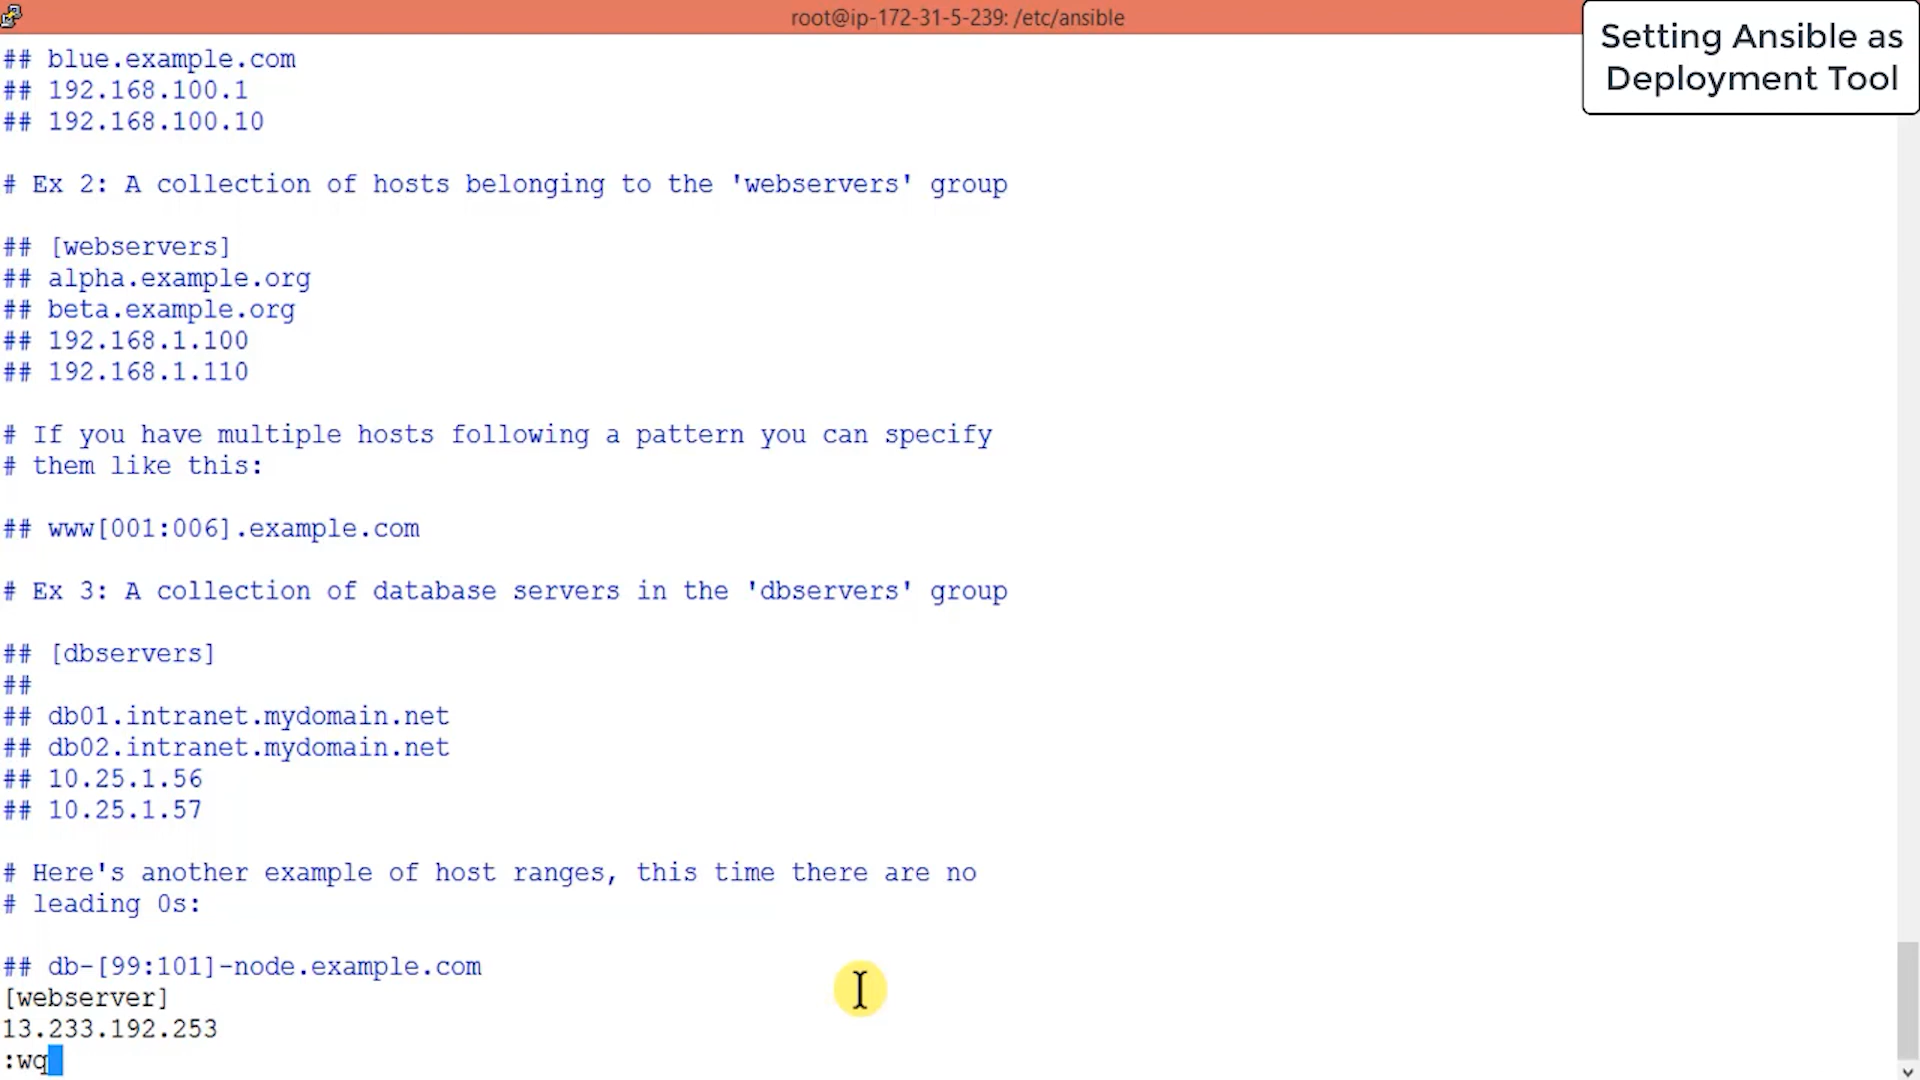 root@ip-172-31-5-239: /etc/ansible
Setting Ansible as
Deployment Tool
## blue.example.com
## 192.168.100.1
## 192.168.100.10
# Ex 2: A collection of hosts belonging to the 'webservers' group
## [webservers]
## alpha.example.org
## beta.example.org
## 192.168.1.100
## 192.168.1.110
# If you have multiple hosts following a pattern you can specify
# them like this:
## www[001:006].example.com
# Ex 3: A collection of database servers in the 'dbservers' group
## [dbservers]
##
## db01.intranet.mydomain.net
## db02.intranet.mydomain.net
## 10.25.1.56
## 10.25.1.57
# Here's another example of host ranges, this time there are no
# leading 0s:
## db-[99:101]-node.example.com
[webserver]
13.233.192.253
:wq